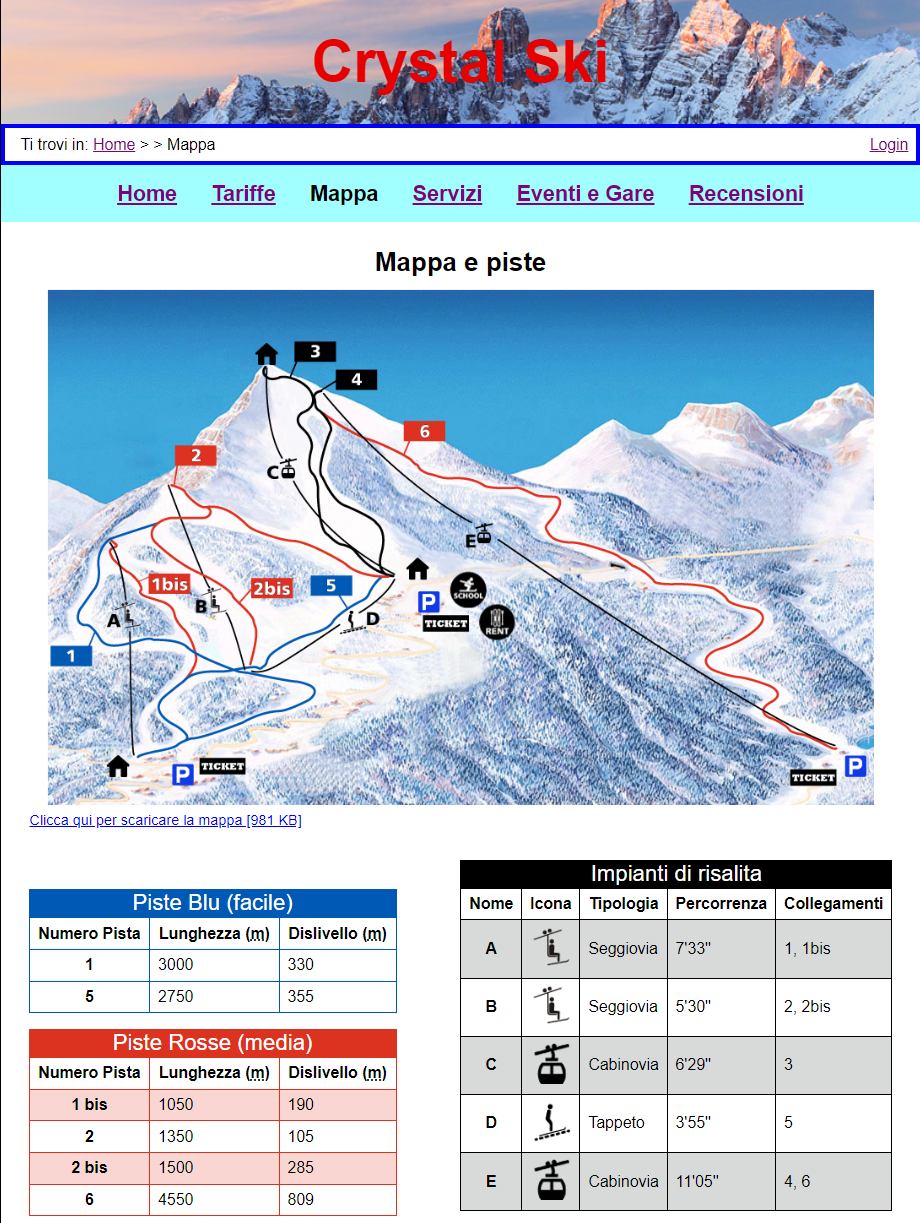 Crystal Ski
Ti trovi in: Home > > Mappa
Login
Home Tariffe Mappa Servizi Eventi e Gare Recensioni
Mappa e piste
3
4
6
2
C
E
1bis
2bis
5
B
A
D
1
P
SCHOOL
TICKET
RENT
P
TICKET
P
TICKET
Clicca qui per scaricare la mappa [981 KB]
Piste Blu (facile)
Numero Pista Lunghezza (m) Dislivello (m)
1 3000 330
5 2750 355
Piste Rosse (media)
Numero Pista Lunghezza (m) Dislivello (m)
1 bis 1050 190
2 1350 105
2 bis 1500 285
6 4550 809
Impianti di risalita
Nome Icona Tipologia Percorrenza Collegamenti
A Seggiovia 7'33" 1, 1bis
B Seggiovia 5'30" 2, 2bis
C Cabinovia 6'29" 3
D Tappeto 3'55" 5
E Cabinovia 11'05" 4, 6